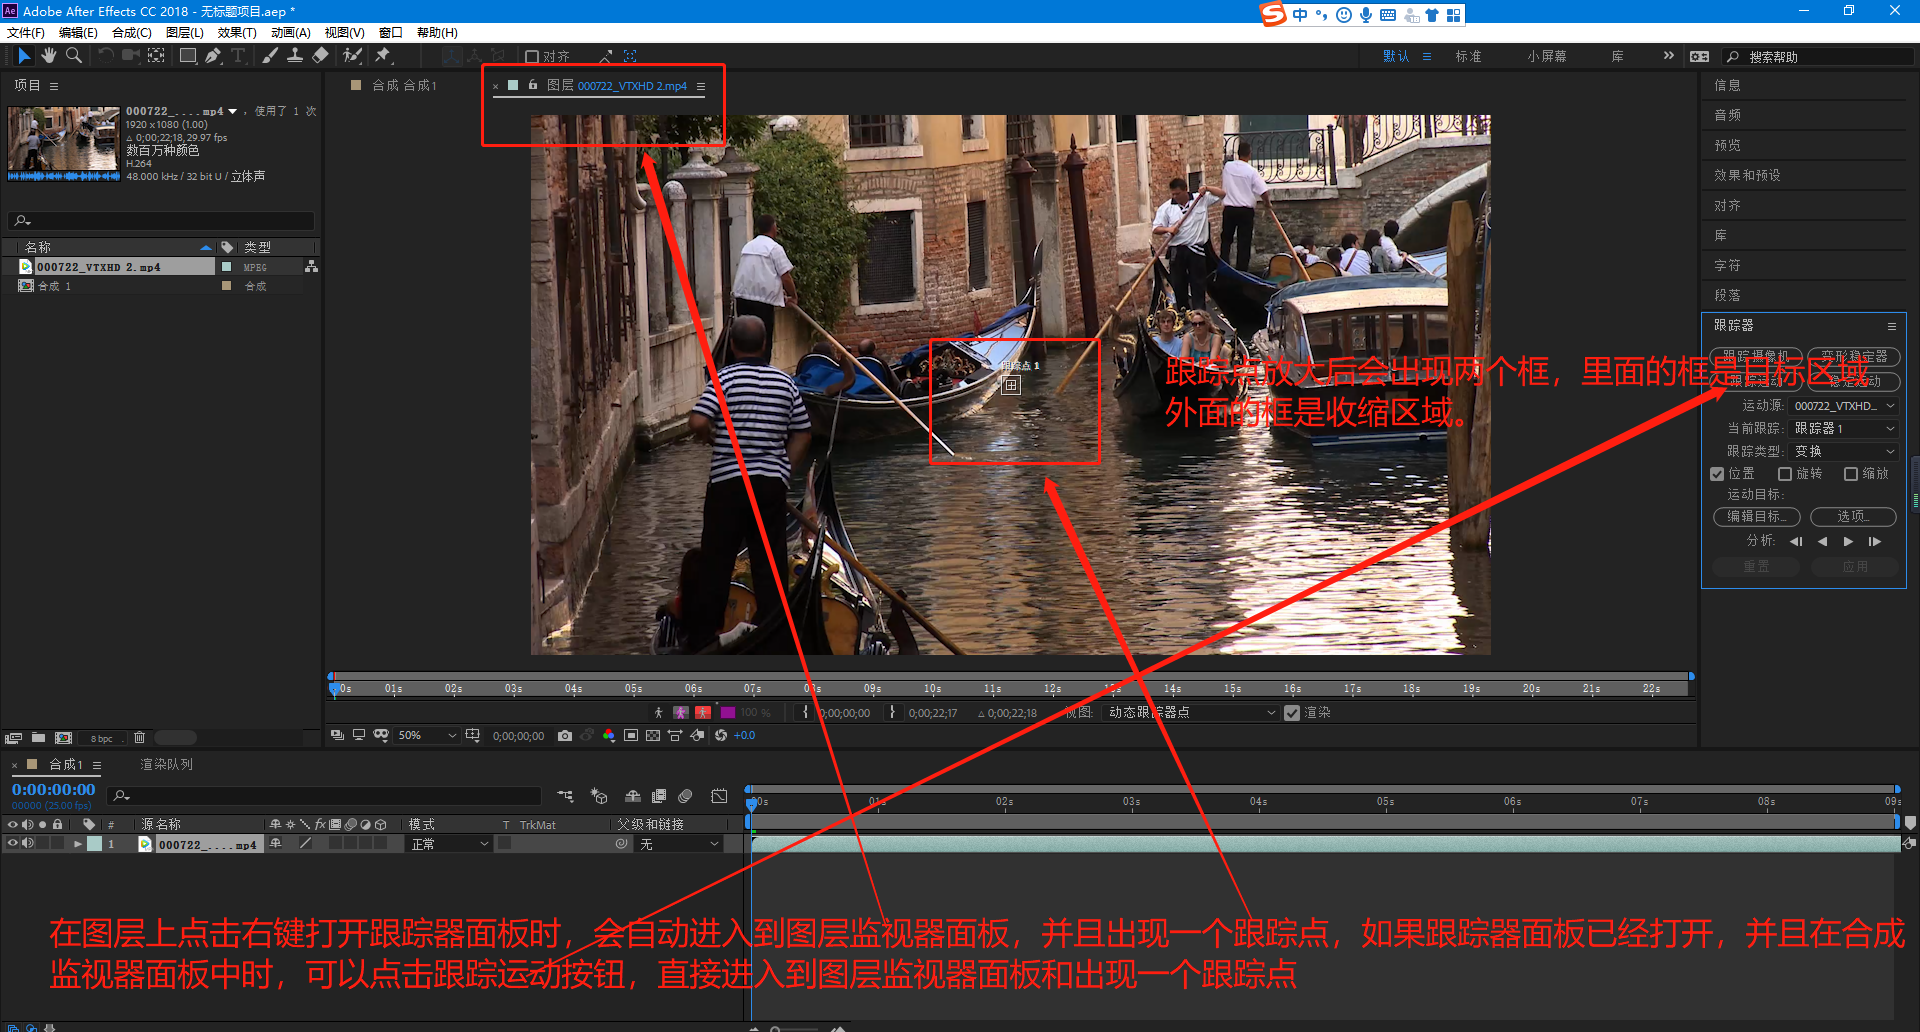 Ae Adobe After Effects CC 2018 - 无标题项目.aep *
中
文件(F) 编辑(E) 合成(C) 图层(L) 效果(T) 动画(A) 视图(V) 窗口 帮助(H)
对齐 默认 标准 小屏幕 库 搜索帮助
项目
合成 合成1
图层 000722_VTXHD 2.mp4
000722_....mp4 , 使用了 1 次
1920 x 1080 (1.00)
△ 0;00;22;18, 29.97 fps
数百万种颜色
H.264
48.000 kHz / 32 bit U / 立体声
名称 类型
000722_VTXHD 2.mp4 MPEG
合成 1 合成
跟踪点 1
跟踪点放大后会出现两个框，里面的框是目标区域
外面的框是收缩区域。
信息
音频
预览
效果和预设
对齐
库
字符
段落
跟踪器
跟踪摄像机 变形稳定器
跟踪运动 稳定运动
运动源: 000722_VTXHD...
当前跟踪: 跟踪器 1
跟踪类型: 变换
位置 旋转 缩放
运动目标:
编辑目标... 选项...
分析:
重置 应用
00s 01s 02s 03s 04s 05s 06s 07s 08s 09s 10s 11s 12s 13s 14s 15s 16s 17s 18s 19s 20s 21s 22s
100 % 0;00;00;00 0;00;22;17 △ 0;00;22;18 视图: 动态跟踪器点 渲染
8 bpc 50% 0;00;00;00 +0.0
合成1 渲染队列
0:00:00:00
00000 (25.00 fps)
00s 01s 02s 03s 04s 05s 06s 07s 08s 09s
# 源名称 fx 模式 T TrkMat 父级和链接
1 000722_....mp4 正常 无
在图层上点击右键打开跟踪器面板时，会自动进入到图层监视器面板，并且出现一个跟踪点，如果跟踪器面板已经打开，并且在合成
监视器面板中时，可以点击跟踪运动按钮，直接进入到图层监视器面板和出现一个跟踪点